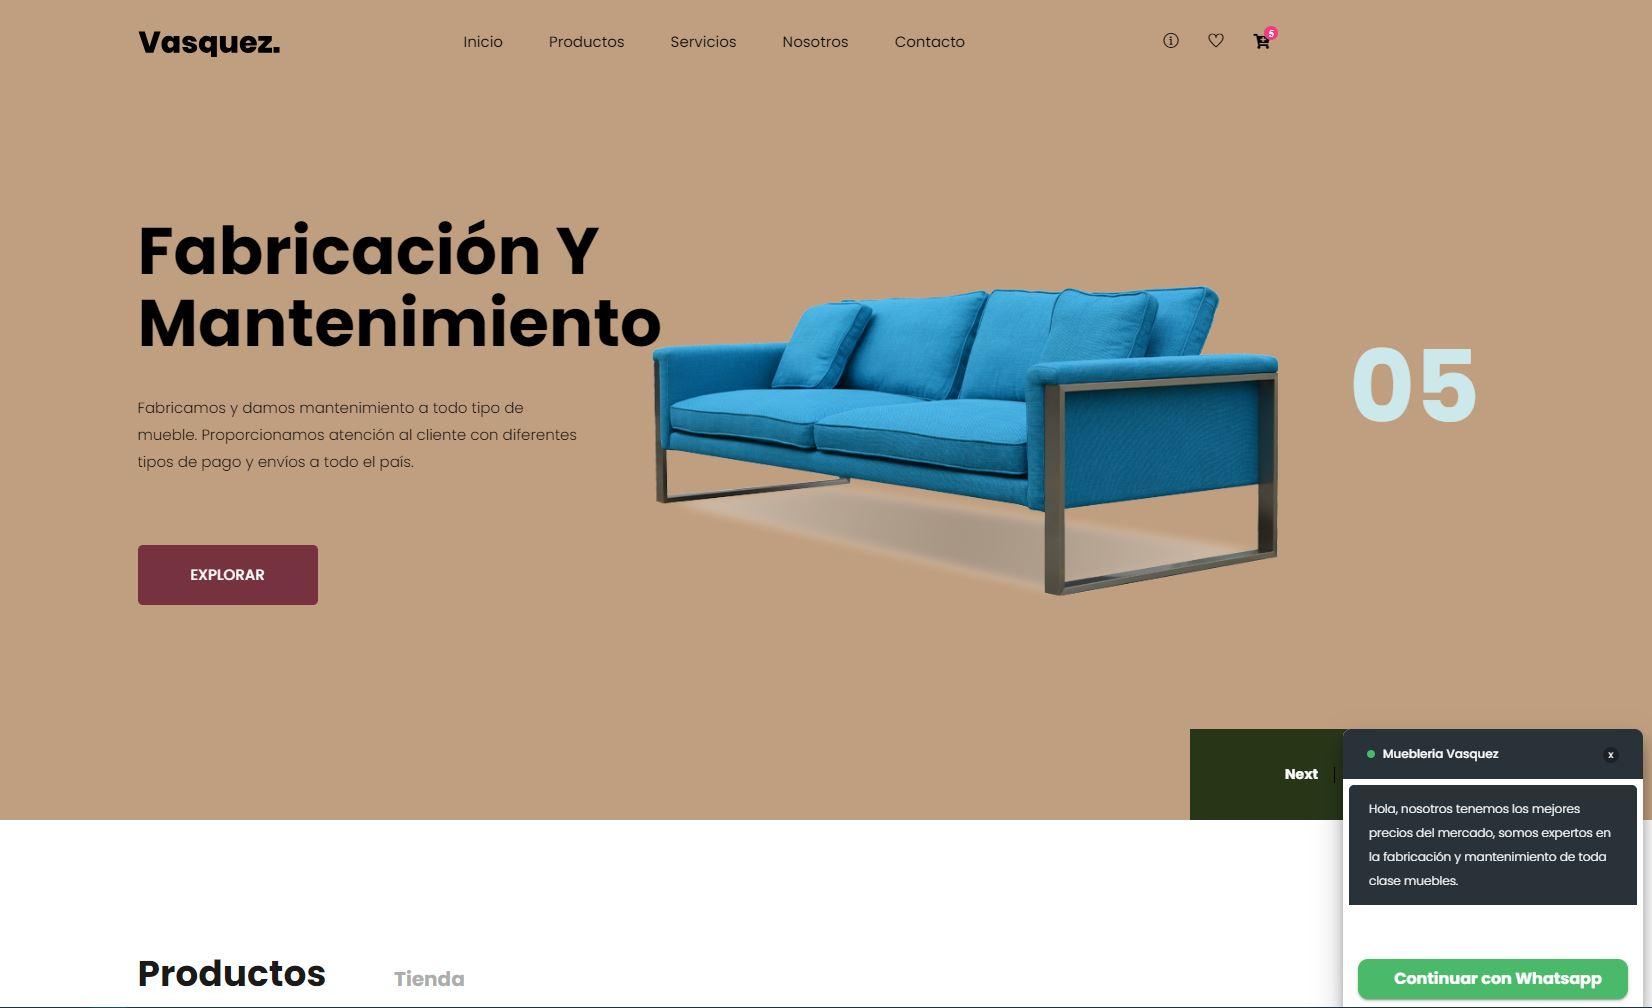 Vasquez.
Inicio
Productos
Servicios
Nosotros
Contacto
5
Fabricación Y
Mantenimiento
Fabricamos y damos mantenimiento a todo tipo de
mueble. Proporcionamos atención al cliente con diferentes
tipos de pago y envíos a todo el país.
EXPLORAR
05
Next
Muebleria Vasquez
x
Hola, nosotros tenemos los mejores
precios del mercado, somos expertos en
la fabricación y mantenimiento de toda
clase muebles.
Continuar con Whatsapp
Productos
Tienda